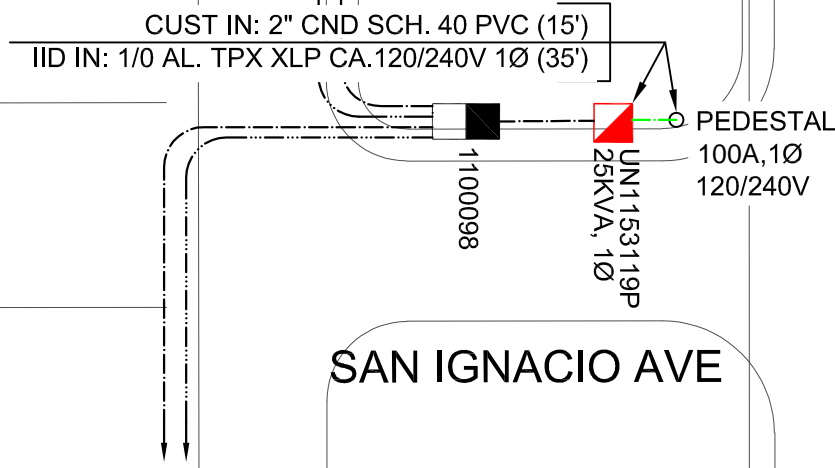 CUST IN: 2" CND SCH. 40 PVC (15')
IID IN: 1/0 AL. TPX XLP CA.120/240V 1Ø (35')
PEDESTAL
100A,1Ø
120/240V
1100098
UN1153119P
25KVA, 1Ø
SAN IGNACIO AVE